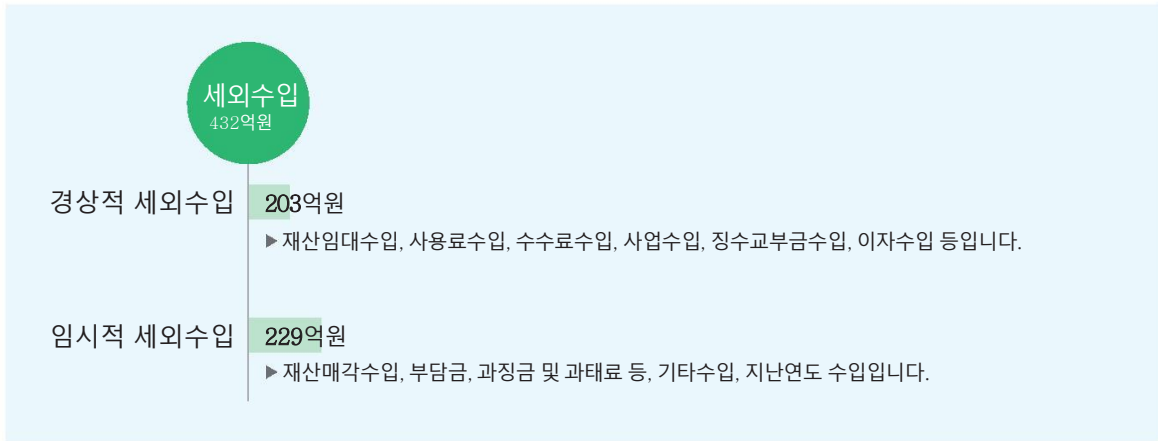 세외수입
432억원
경상적 세외수입
203억원
▶재산임대수입, 사용료수입, 수수료수입, 사업수입, 징수교부금수입, 이자수입 등입니다.
임시적 세외수입
229억원
▶재산매각수입, 부담금, 과징금 및 과태료 등, 기타수입, 지난연도 수입입니다.